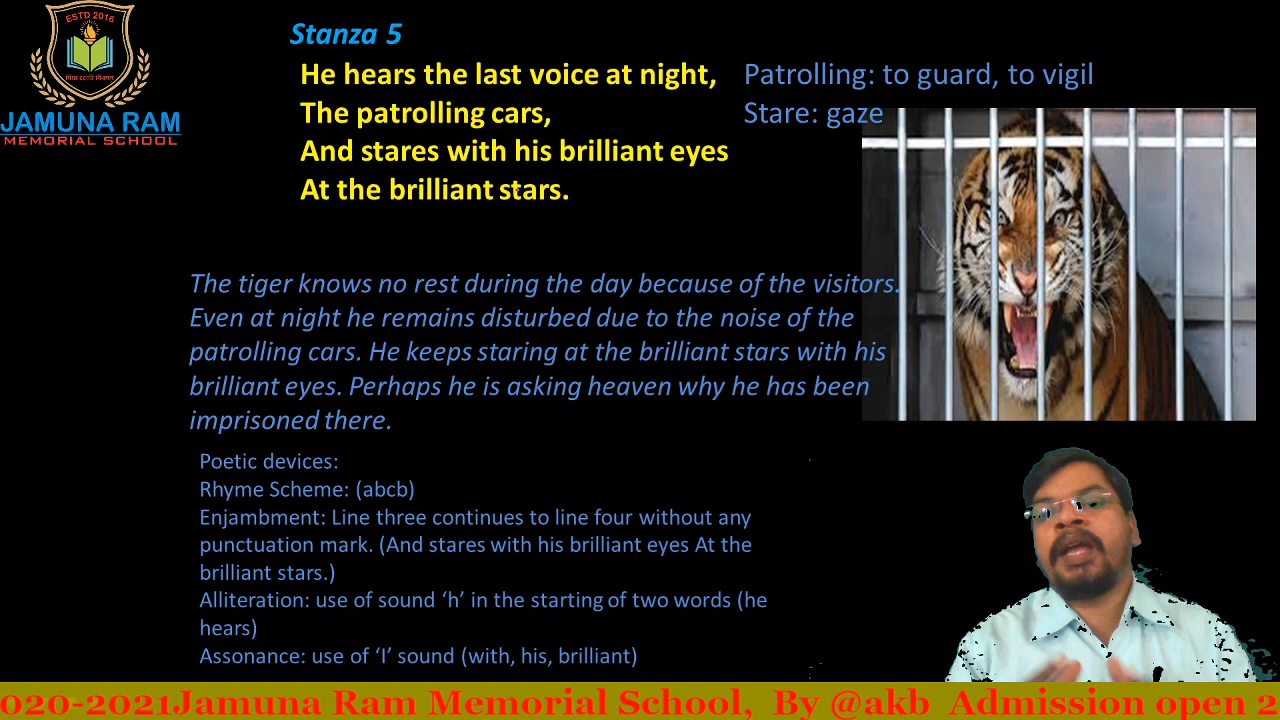 ESTD 2016
JAMUNA RAM
MEMORIAL SCHOOL
Stanza 5
He hears the last voice at night,
The patrolling cars,
And stares with his brilliant eyes
At the brilliant stars.
Patrolling: to guard, to vigil
Stare: gaze
The tiger knows no rest during the day because of the visitors.
Even at night he remains disturbed due to the noise of the
patrolling cars. He keeps staring at the brilliant stars with his
brilliant eyes. Perhaps he is asking heaven why he has been
imprisoned there.
Poetic devices:
Rhyme Scheme: (abcb)
Enjambment: Line three continues to line four without any
punctuation mark. (And stares with his brilliant eyes At the
brilliant stars.)
Alliteration: use of sound ‘h’ in the starting of two words (he
hears)
Assonance: use of ‘I’ sound (with, his, brilliant)
020-2021Jamuna Ram Memorial School, By @akb Admission open 2